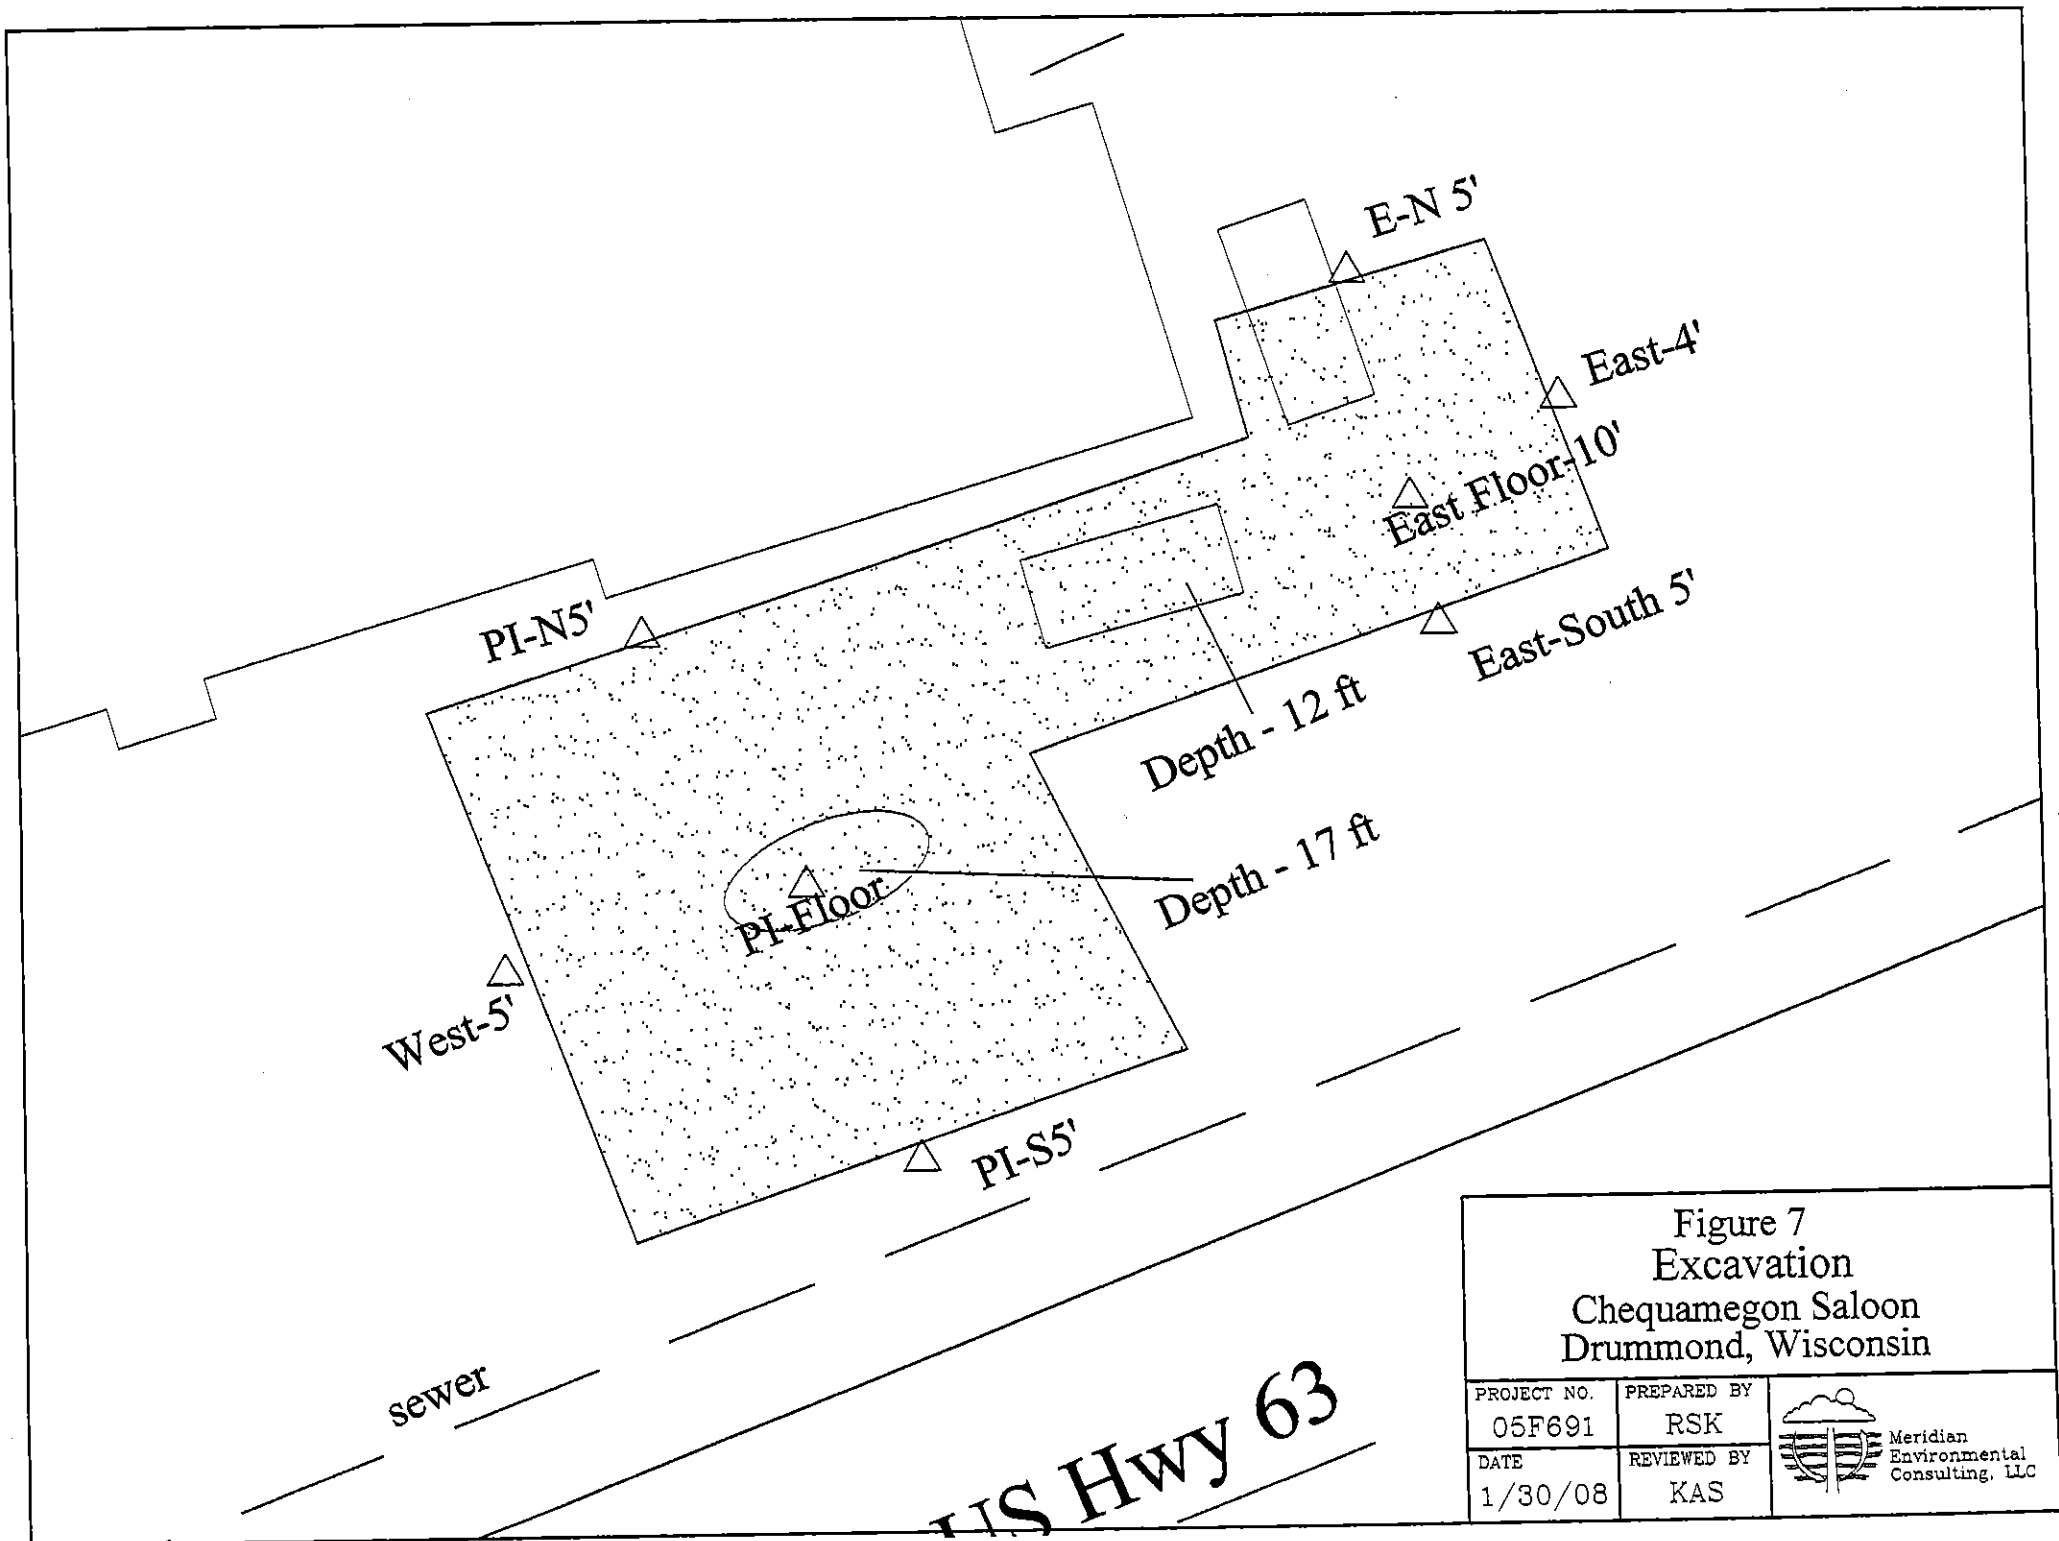 E-N 5'
East-4'
East Floor-10'
PI-N5'
East-South 5'
Depth - 12 ft
Depth - 17 ft
PI-Floor
West-5'
PI-S5'
sewer
US Hwy 63
Figure 7
Excavation
Chequamegon Saloon
Drummond, Wisconsin
PROJECT NO.
05F691
PREPARED BY
RSK
DATE
1/30/08
REVIEWED BY
KAS
Meridian
Environmental
Consulting, LLC